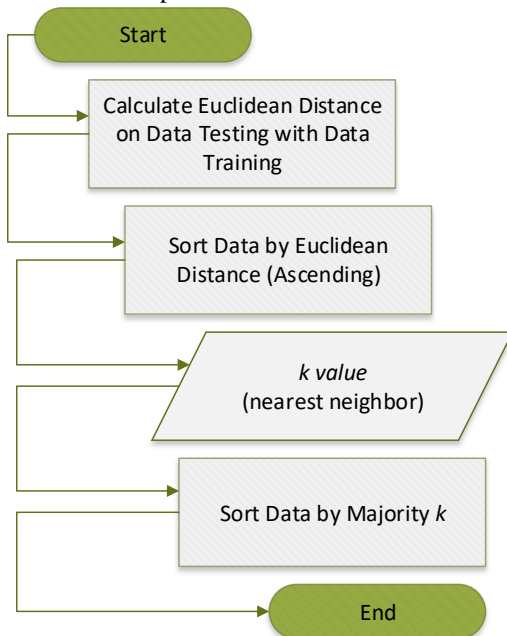 Start
Calculate Euclidean Distance
on Data Testing with Data
Training
Sort Data by Euclidean
Distance (Ascending)
k value
(nearest neighbor)
Sort Data by Majority k
End